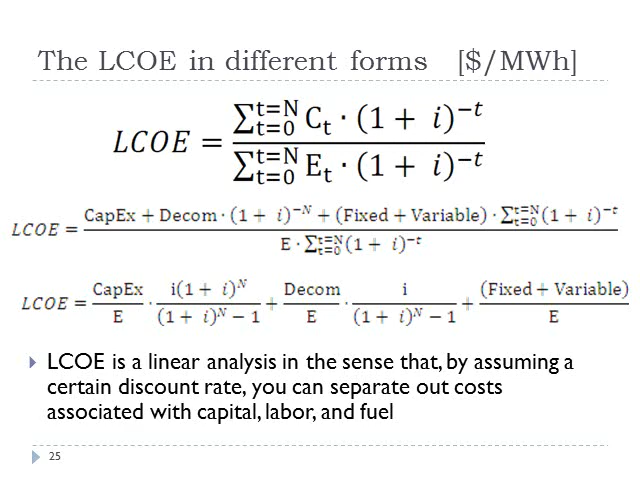 The LCOE in different forms [$/MWh]
LCOE = ∑t=N t=0 Ct · (1 + i)−t / ∑t=N t=0 Et · (1 + i)−t
LCOE = CapEx + Decom · (1 + i)−N + (Fixed + Variable) · ∑t=N t=0 (1 + i)−t / E · ∑t=N t=0 (1 + i)−t
LCOE = CapEx / E · i(1 + i)N / (1 + i)N − 1 + Decom / E · i / (1 + i)N − 1 + (Fixed + Variable) / E
LCOE is a linear analysis in the sense that, by assuming a
certain discount rate, you can separate out costs
associated with capital, labor, and fuel
25